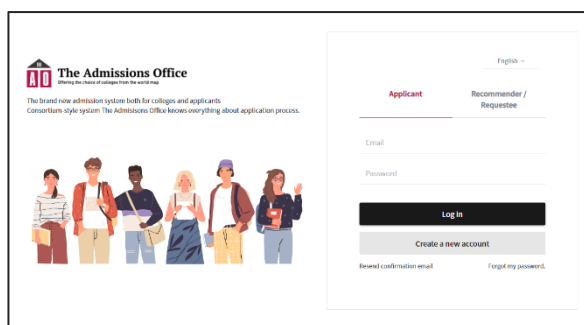 The Admissions Office
Offering the choice of colleges from the world map
The brand new admission system both for colleges and applicants
Consortium-style system The Admisisons Office knows everything about application process.
English
Applicant
Recommender /
Requestee
Email
Password
Log in
Create a new account
Resend confirmation email
Forgot my password.